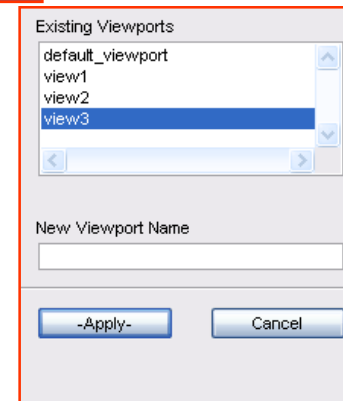 Existing Viewports
default_viewport
view1
view2
view3
New Viewport Name
-Apply-
Cancel